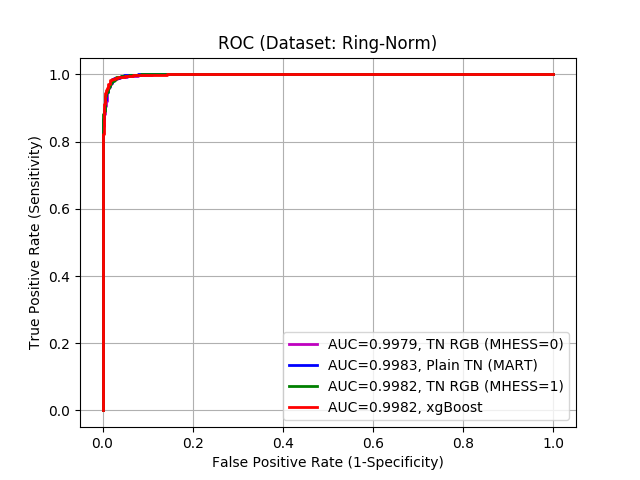 ROC (Dataset: Ring-Norm)
1.0
0.8
0.6
0.4
0.2
0.0
True Positive Rate (Sensitivity)
AUC=0.9979, TN RGB (MHESS=0)
AUC=0.9983, Plain TN (MART)
AUC=0.9982, TN RGB (MHESS=1)
AUC=0.9982, xgBoost
0.0 0.2 0.4 0.6 0.8 1.0
False Positive Rate (1-Specificity)